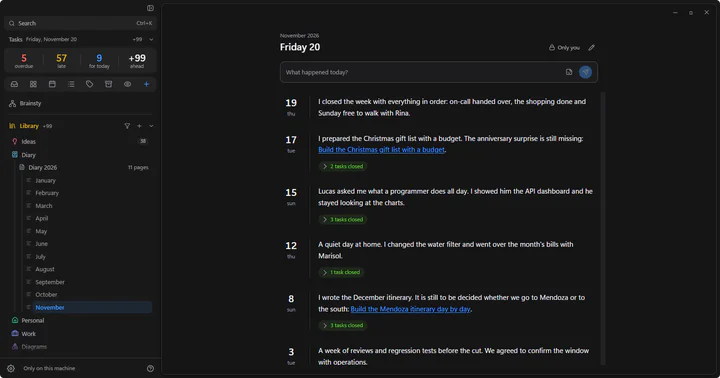 Search
Ctrl+K
Tasks Friday, November 20
+99
5
57
9
+99
overdue
late
for today
ahead
Brainsty
Library +99
Ideas
38
Diary
Diary 2026
11 pages
January
February
March
April
May
June
July
August
September
October
November
Personal
Work
Diagrams
Only on this machine
November 2026
Friday 20
Only you
What happened today?
19
thu
I closed the week with everything in order: on-call handed over, the shopping done and
Sunday free to walk with Rina.
17
tue
I prepared the Christmas gift list with a budget. The anniversary surprise is still missing:
Build the Christmas gift list with a budget.
2 tasks closed
15
sun
Lucas asked me what a programmer does all day. I showed him the API dashboard and he
stayed looking at the charts.
3 tasks closed
12
thu
A quiet day at home. I changed the water filter and went over the month's bills with
Marisol.
1 task closed
8
sun
I wrote the December itinerary. It is still to be decided whether we go to Mendoza or to
the south: Build the Mendoza itinerary day by day.
3 tasks closed
3
tue
A week of reviews and regression tests before the cut. We agreed to confirm the window
with operations.